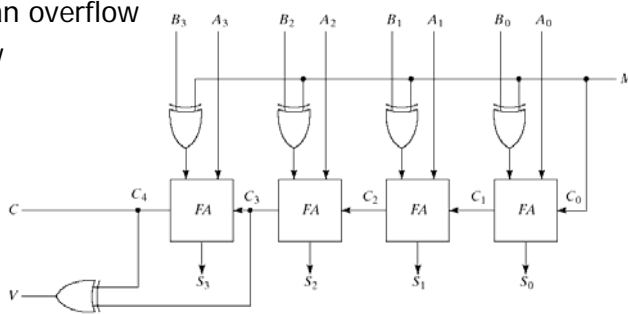 an overflow
B3 A3 B2 A2 B1 A1 B0 A0
M
C4 C3 C2 C1 C0
C FA FA FA FA
S3 S2 S1 S0
V